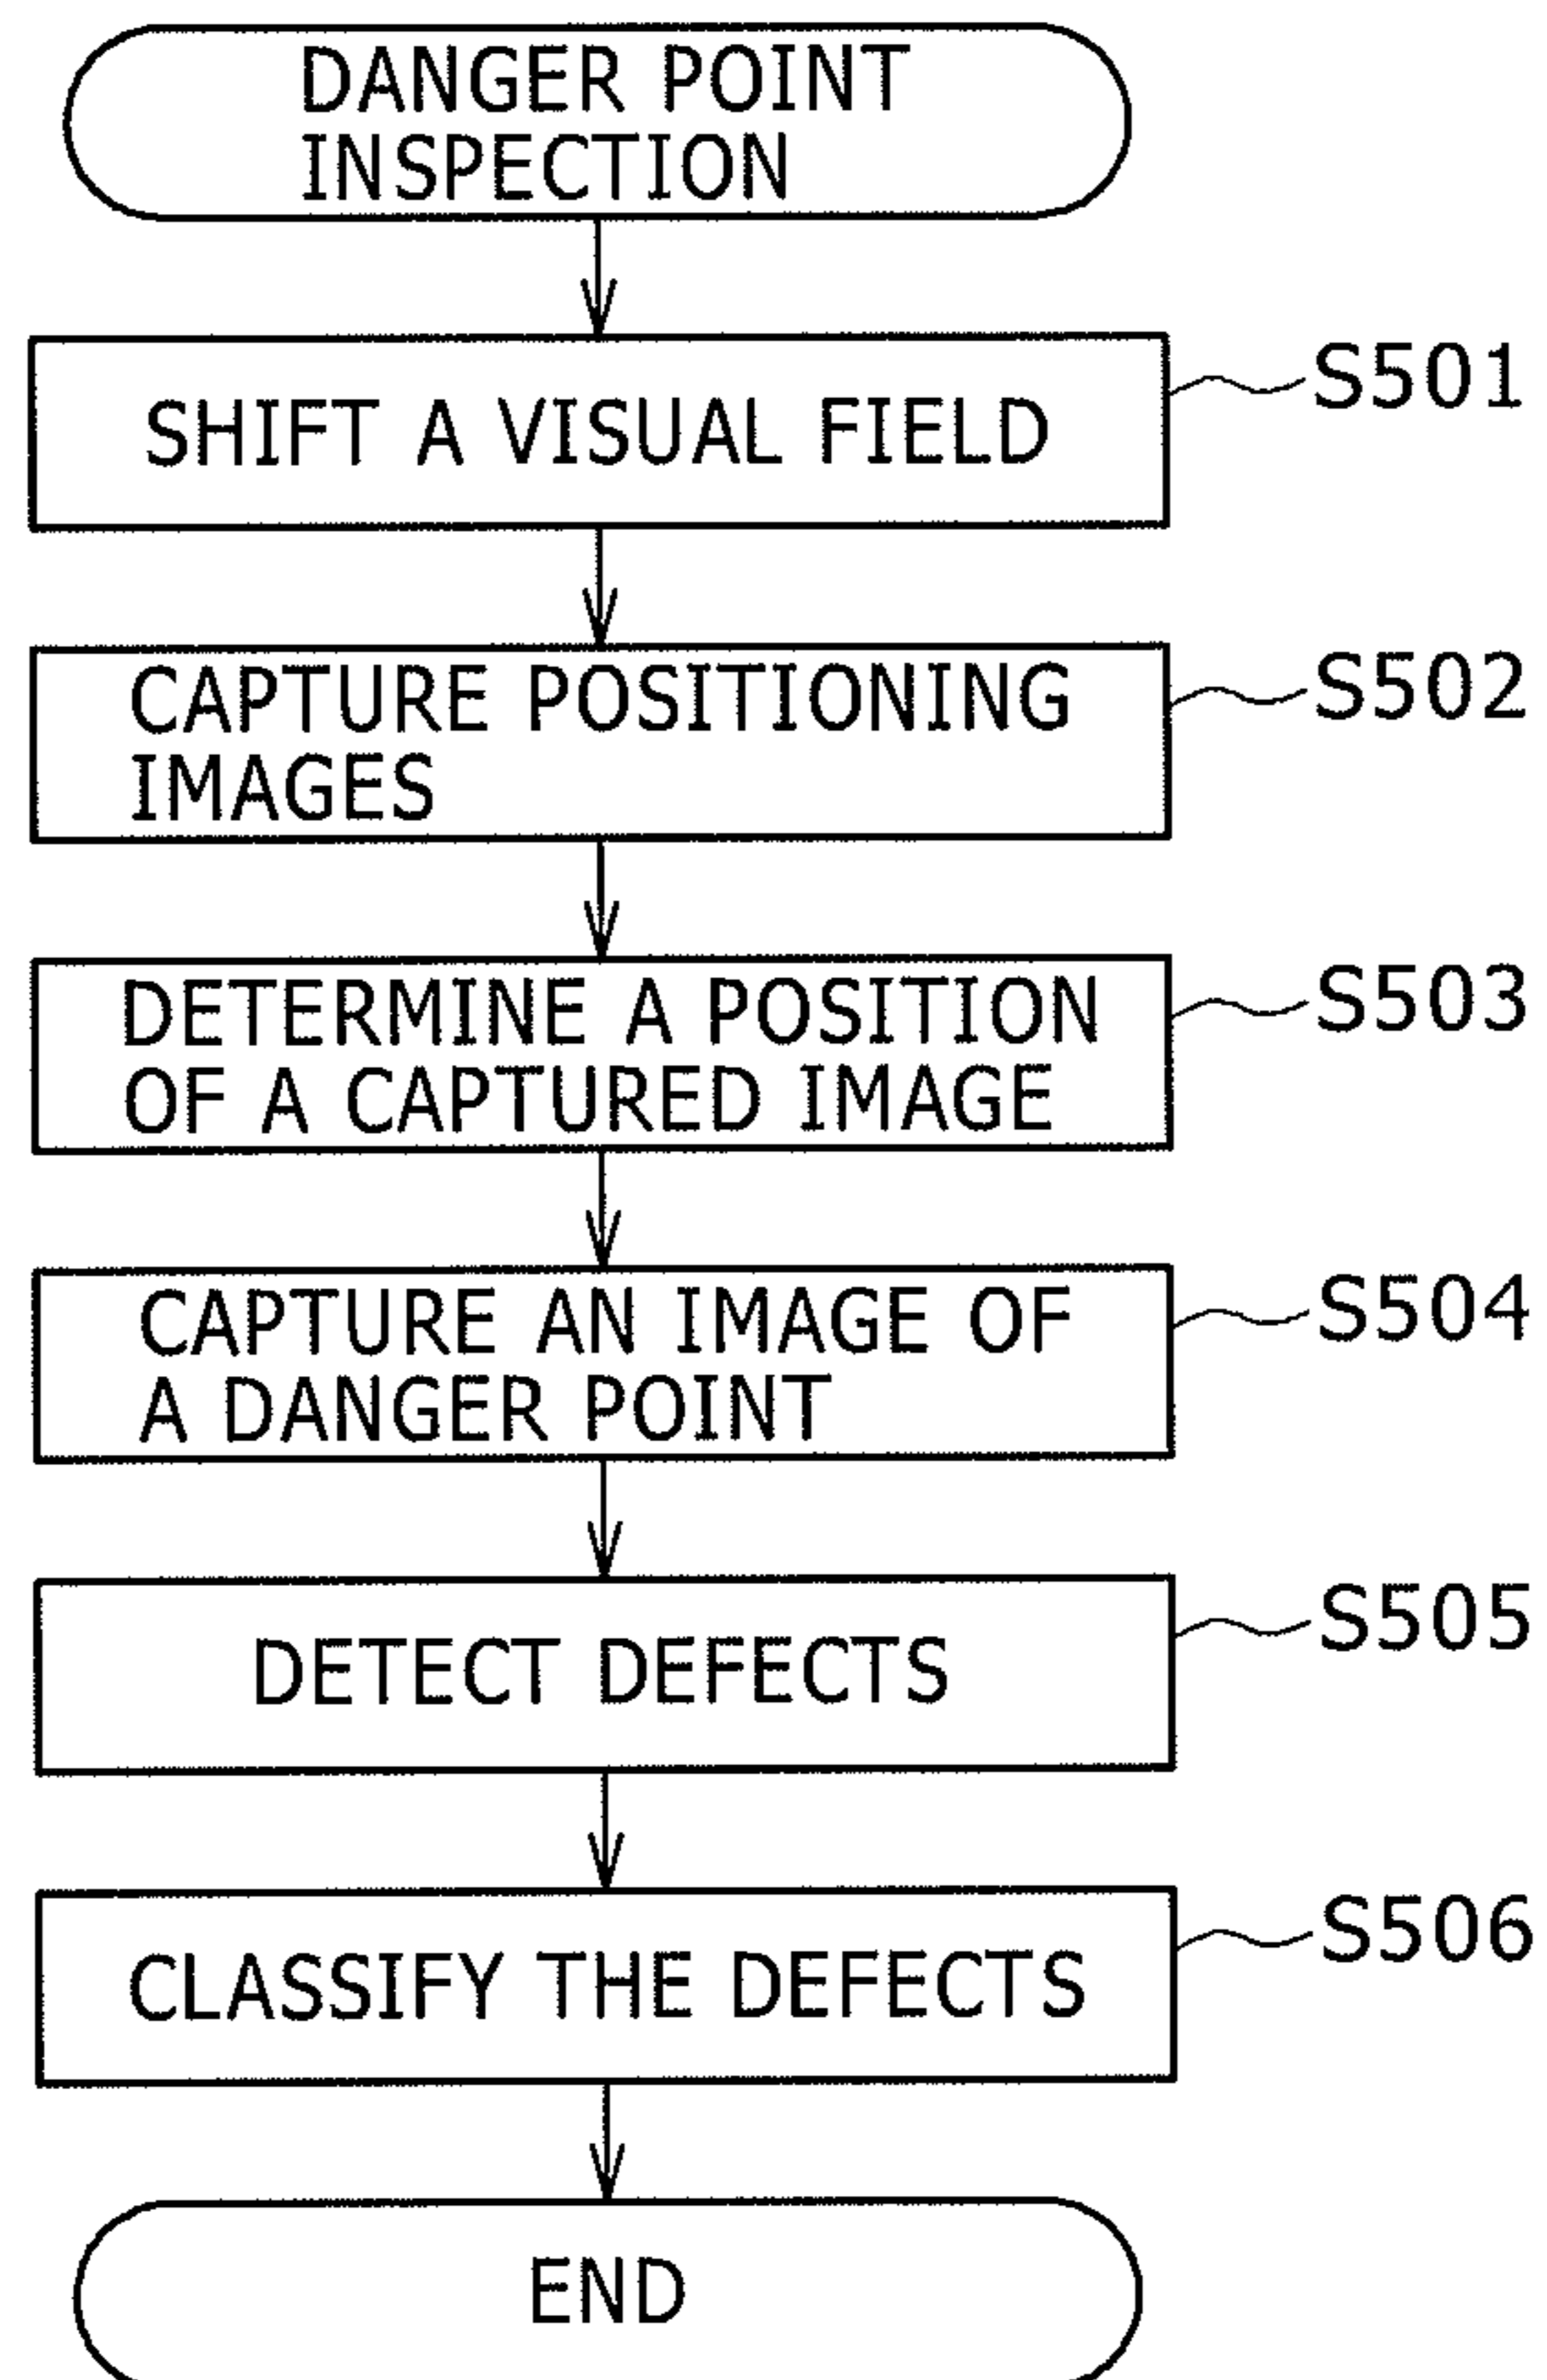 DANGER POINT
INSPECTION
SHIFT A VISUAL FIELD
S501
CAPTURE POSITIONING
IMAGES
S502
DETERMINE A POSITION
OF A CAPTURED IMAGE
S503
CAPTURE AN IMAGE OF
A DANGER POINT
S504
DETECT DEFECTS
S505
CLASSIFY THE DEFECTS
S506
END